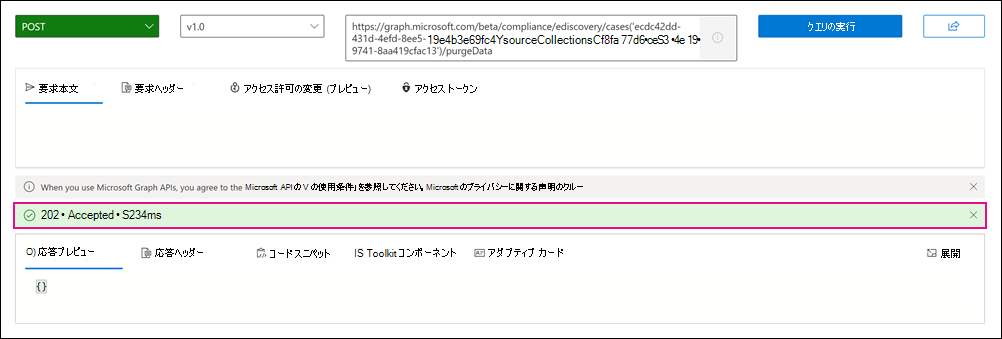 POST
v1.0
https://graph.microsoft.com/beta/compliance/ediscovery/cases('ecdc42dd-
431d-4efd-8ee5-19e4b3e69fc4YsourceCollectionsCf8fa 77d6•ceS3 •4e 19•
9741-8aa419cfac13')/purgeData
クエリの実行
要求本文
要求ヘッダー
アクセス許可の変更 (プレビュー)
アクセストークン
When you use Microsoft Graph APIs, you agree to the Microsoft APIの V の使用条件」を参照してください。Microsoftのプライバシーに関する声明のクルー
202 • Accepted • S234ms
O) 応答プレビュー
応答ヘッダー
コードスニペット
IS Toolkitコンポーネント
アダプティブ カード
展開
{}